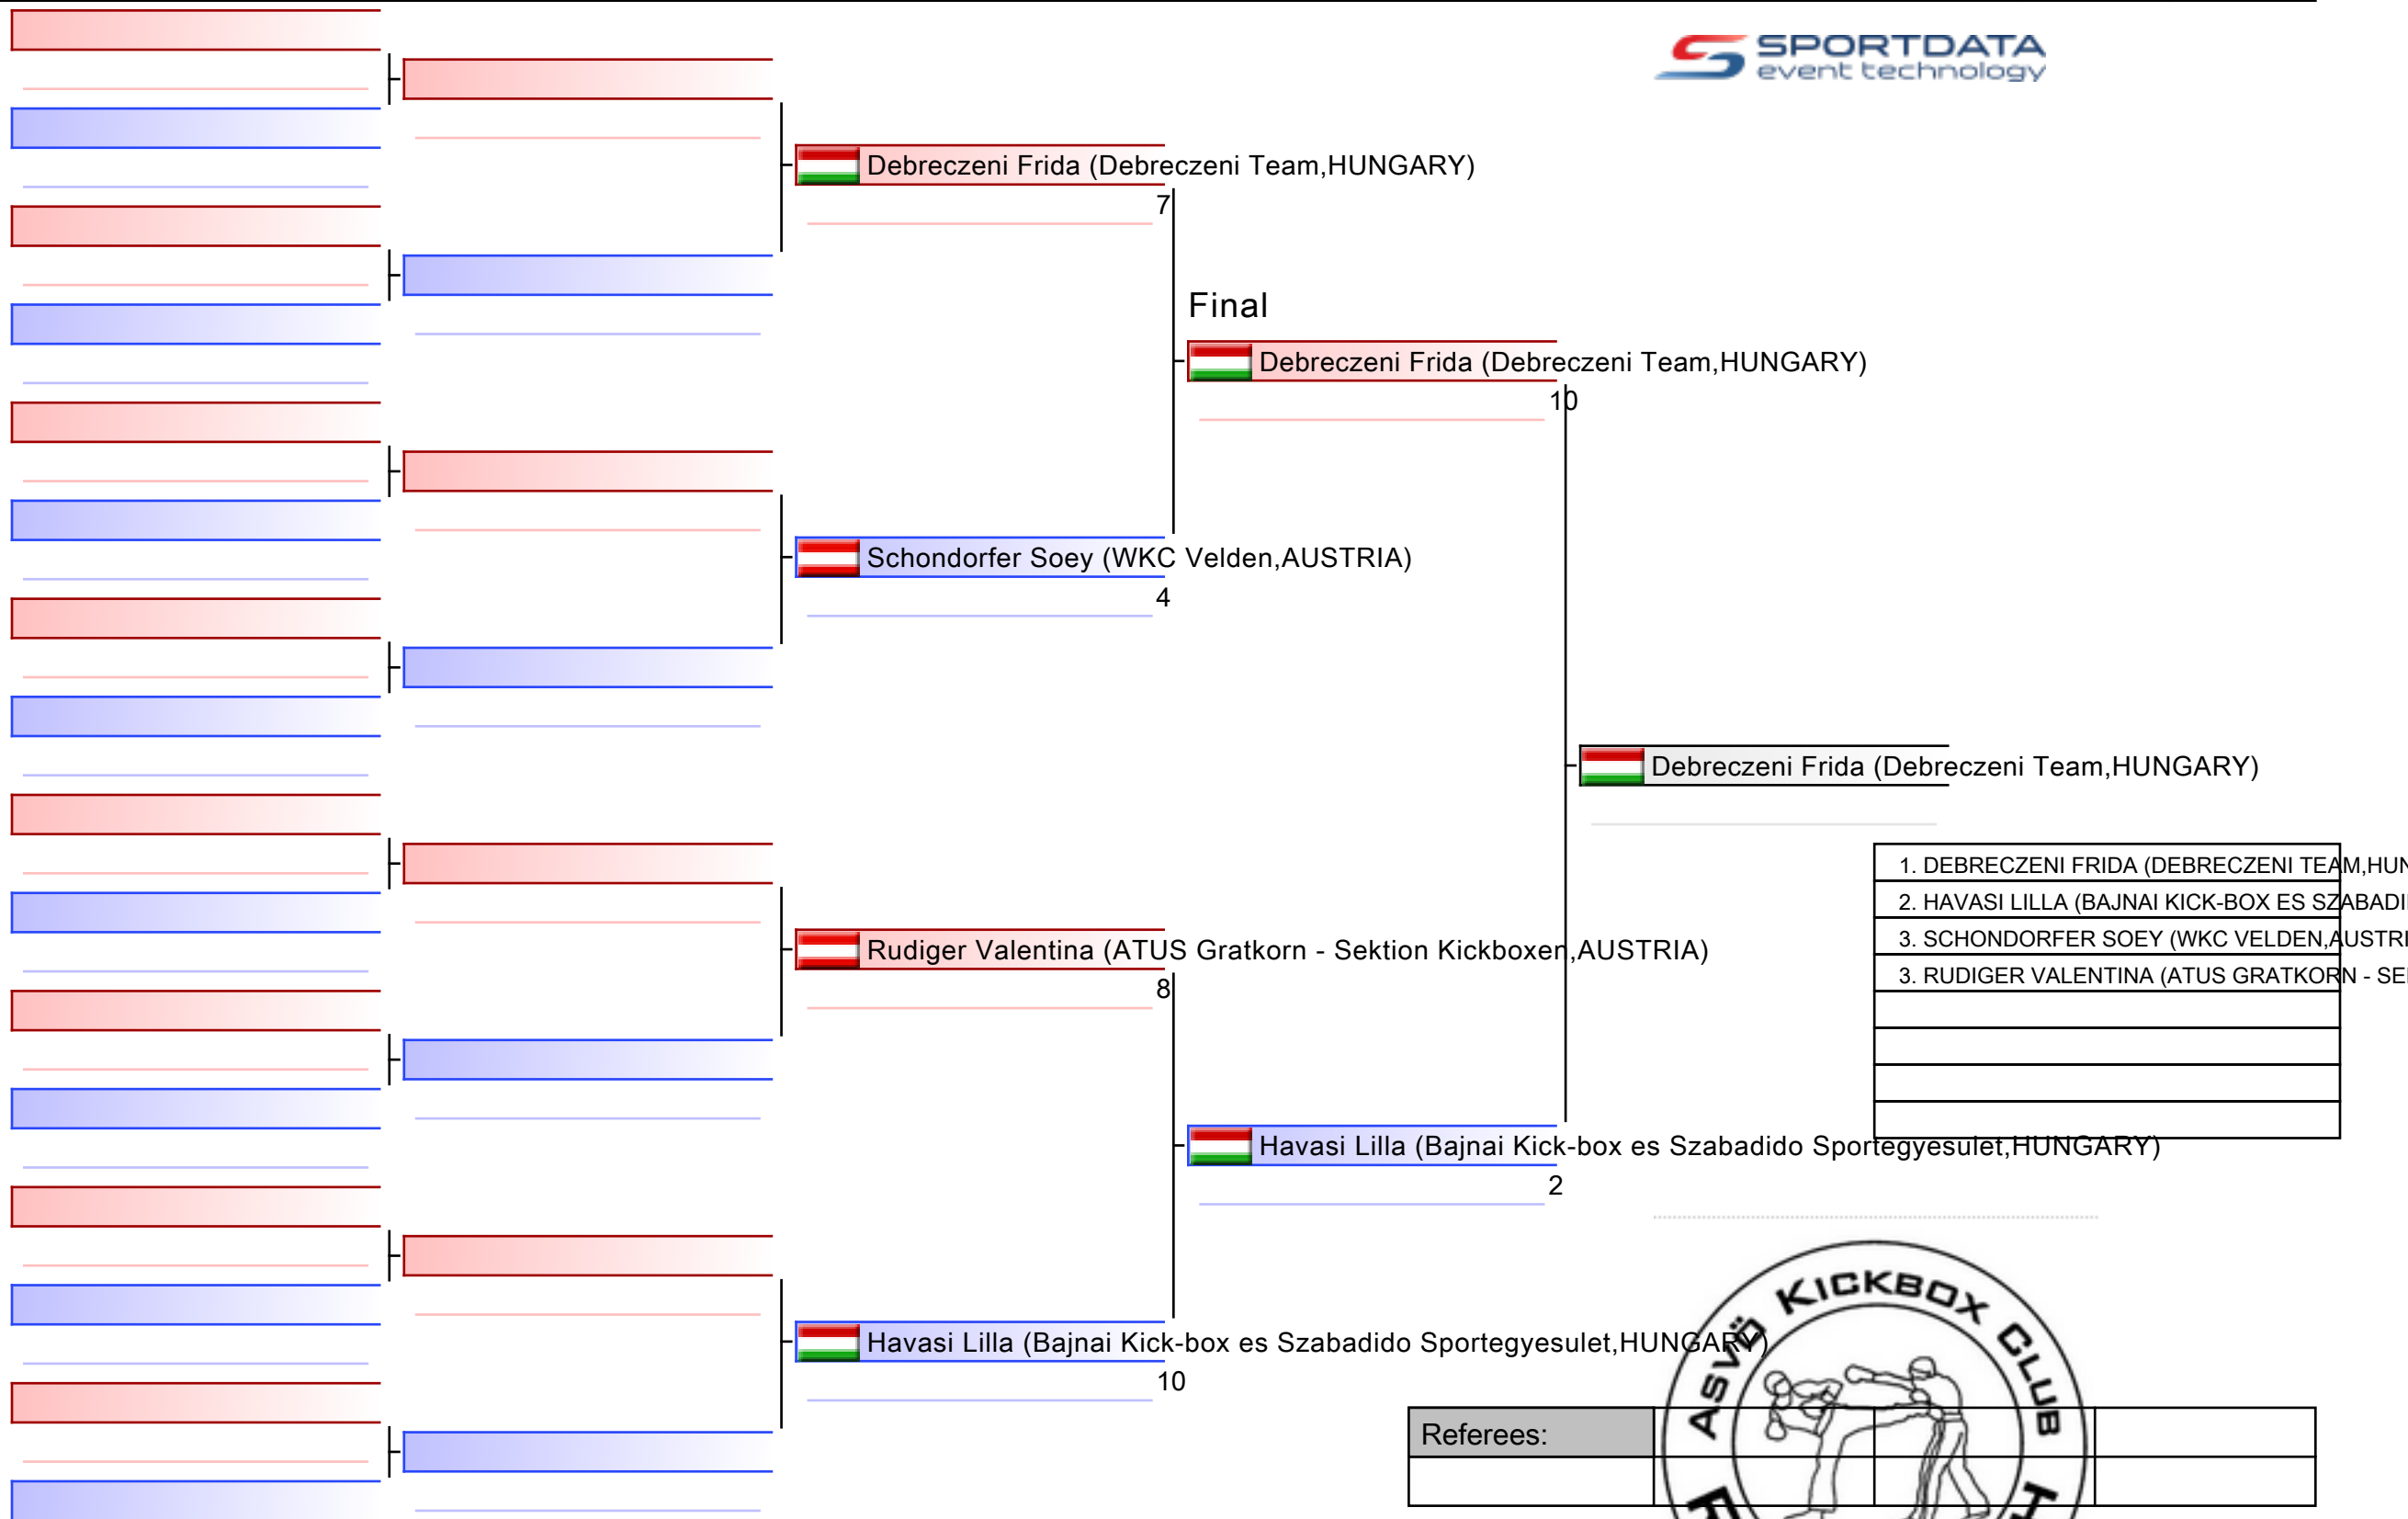 SPORTDATA
event technology
Debreczeni Frida (Debreczeni Team,HUNGARY)
7
Final
Debreczeni Frida (Debreczeni Team,HUNGARY)
10
Schondorfer Soey (WKC Velden,AUSTRIA)
4
Debreczeni Frida (Debreczeni Team,HUNGARY)
1. DEBRECZENI FRIDA (DEBRECZENI TEAM,HUN
2. HAVASI LILLA (BAJNAI KICK-BOX ES SZABADI
3. SCHONDORFER SOEY (WKC VELDEN,AUSTRI
3. RUDIGER VALENTINA (ATUS GRATKORN - SE
Rudiger Valentina (ATUS Gratkorn - Sektion Kickboxen,AUSTRIA)
8
Havasi Lilla (Bajnai Kick-box es Szabadido Sportegyesulet,HUNGARY)
2
Havasi Lilla (Bajnai Kick-box es Szabadido Sportegyesulet,HUNGARY)
10
ASVÖ KICKBOX CLUB
Referees: